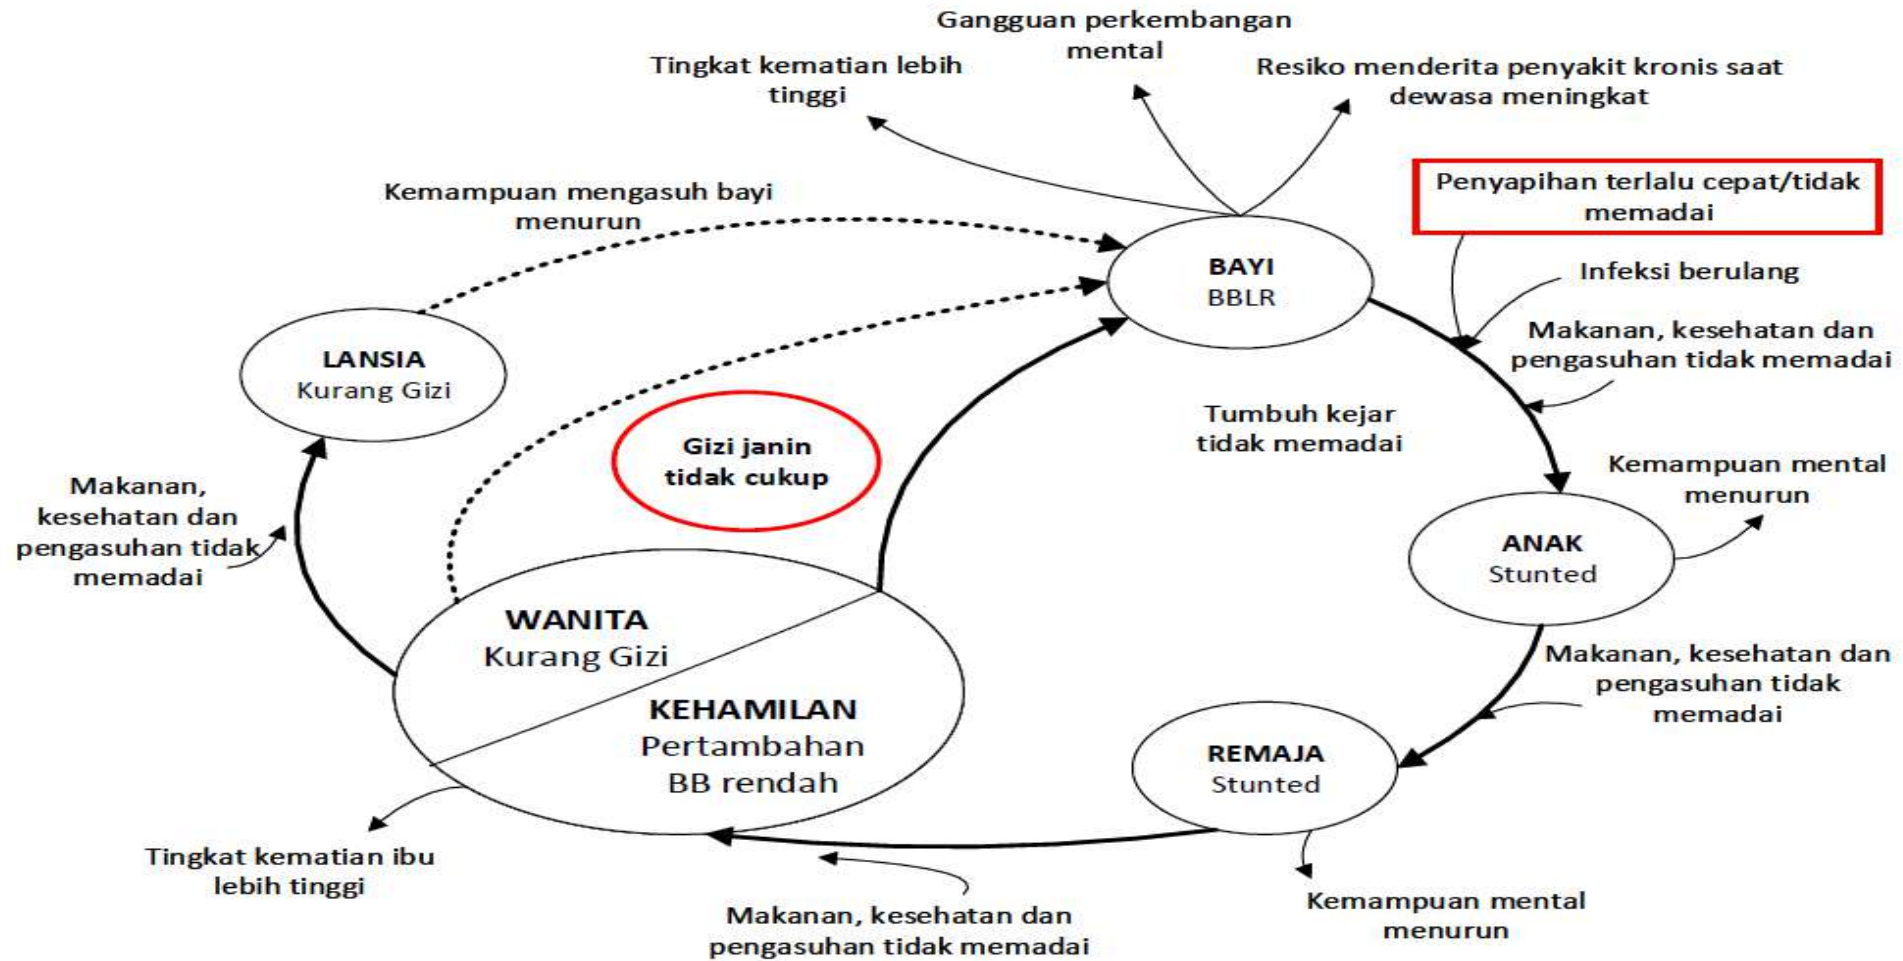 Gangguan perkembangan
mental
Tingkat kematian lebih
tinggi
Resiko menderita penyakit kronis saat
dewasa meningkat
Penyapihan terlalu cepat/tidak
memadai
Kemampuan mengasuh bayi
menurun
BAYI
BBLR
Infeksi berulang
Makanan, kesehatan dan
pengasuhan tidak memadai
LANSIA
Kurang Gizi
Tumbuh kejar
tidak memadai
Gizi janin
tidak cukup
Kemampuan mental
menurun
Makanan,
kesehatan dan
pengasuhan tidak
memadai
ANAK
Stunted
WANITA
Kurang Gizi
Makanan, kesehatan dan
pengasuhan tidak
memadai
KEHAMILAN
Pertambahan
BB rendah
REMAJA
Stunted
Tingkat kematian ibu
lebih tinggi
Makanan, kesehatan dan
pengasuhan tidak memadai
Kemampuan mental
menurun